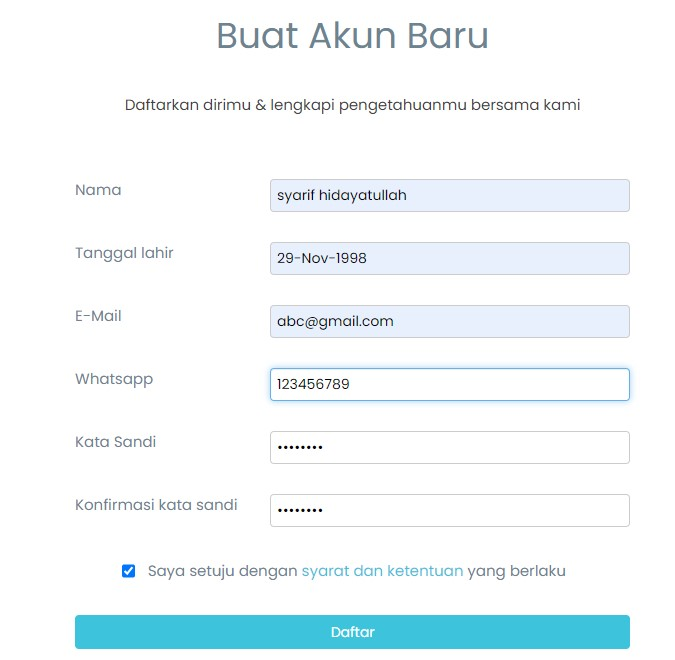 Buat Akun Baru
Daftarkan dirimu & lengkapi pengetahuanmu bersama kami
Nama
syarif hidayatullah
Tanggal lahir
29-Nov-1998
E-Mail
abc@gmail.com
Whatsapp
123456789
Kata Sandi
••••••••
Konfirmasi kata sandi
••••••••
Saya setuju dengan syarat dan ketentuan yang berlaku
Daftar